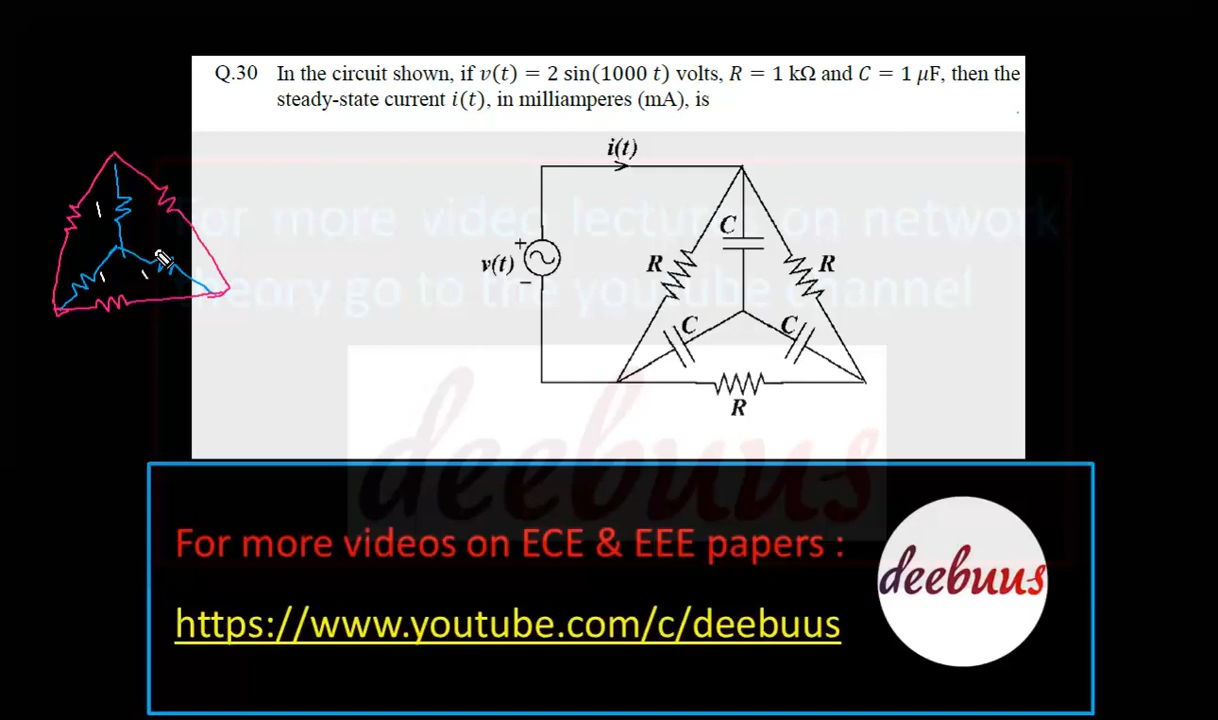 Q.30 In the circuit shown, if v(t) = 2 sin(1000 t) volts, R = 1 kΩ and C = 1 μF, then the
steady-state current i(t), in milliamperes (mA), is
i(t)
C
R
R
v(t)
+
−
C
C
R
For more video lectures on network
theory go to the youtube channel
deebuus
For more videos on ECE & EEE papers :
https://www.youtube.com/c/deebuus
deebuus